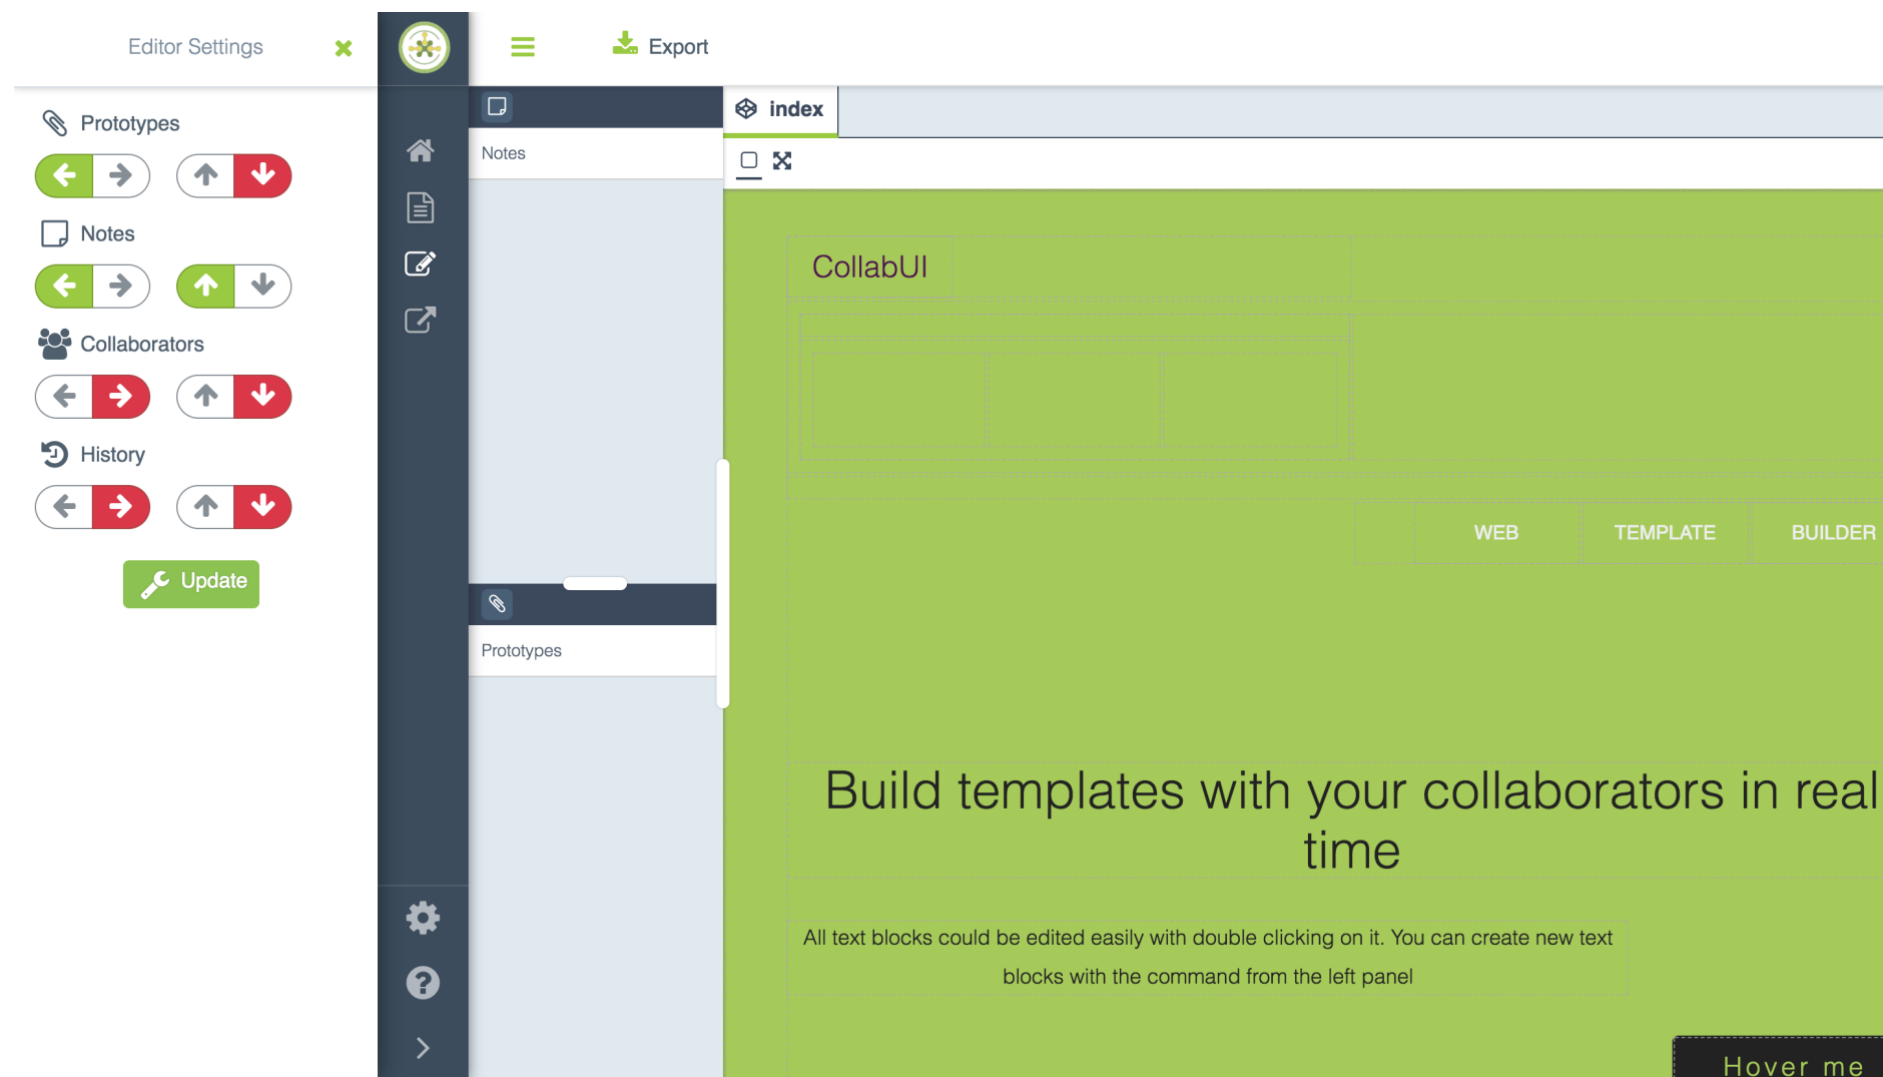 Editor Settings
Export
Prototypes
Notes
Collaborators
History
Update
Notes
Prototypes
index
CollabUI
WEB TEMPLATE BUILDER
Build templates with your collaborators in real
time
All text blocks could be edited easily with double clicking on it. You can create new text
blocks with the command from the left panel
Hover me